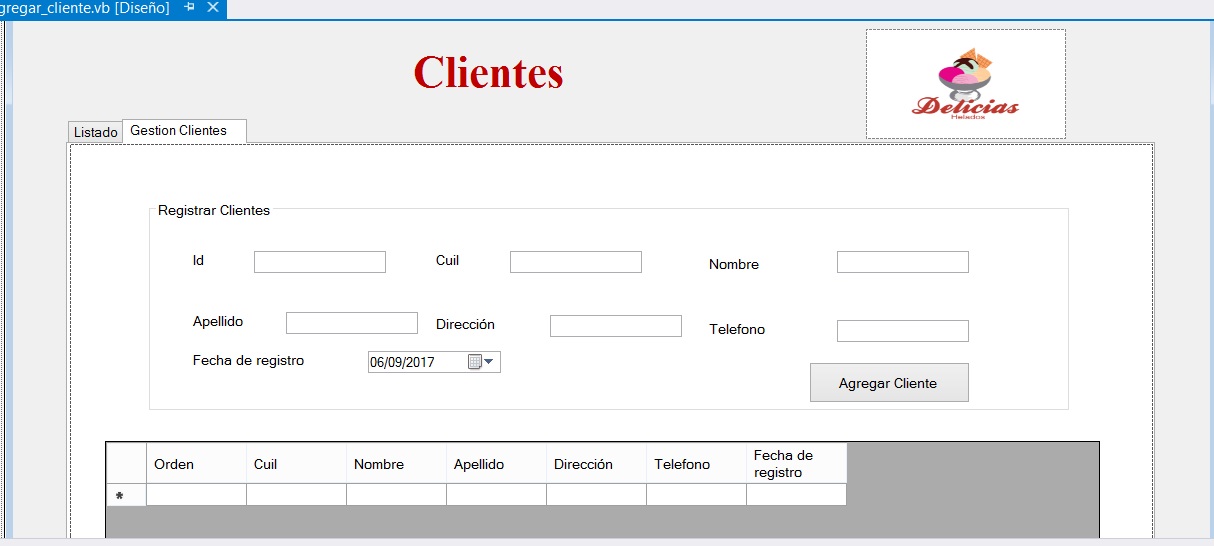 gregar_cliente.vb [Diseño]
Clientes
Delicias
Helados
Listado
Gestion Clientes
Registrar Clientes
Id
Cuil
Nombre
Apellido
Dirección
Telefono
Fecha de registro
06/09/2017
Agregar Cliente
Orden
Cuil
Nombre
Apellido
Dirección
Telefono
Fecha de
registro
*